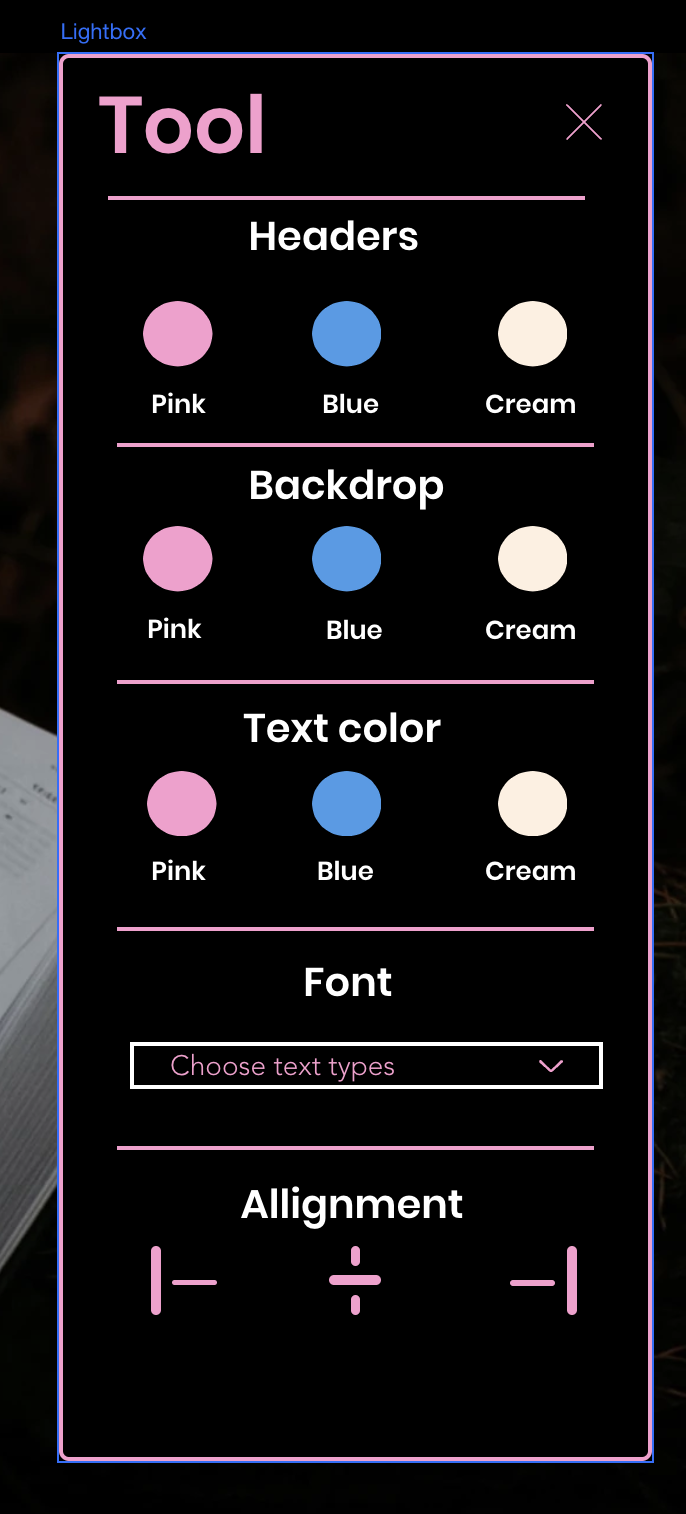 Lightbox
Tool
Headers
Pink Blue Cream
Backdrop
Pink Blue Cream
Text color
Pink Blue Cream
Font
Choose text types
Allignment